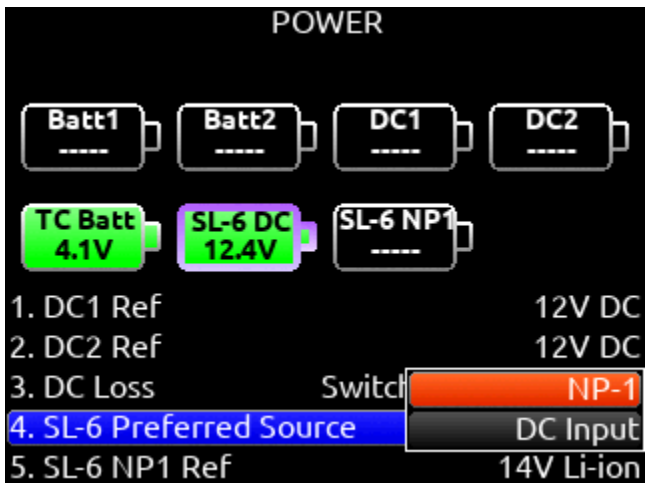 POWER
Batt1 Batt2 DC1 DC2
----- ----- ----- -----
TC Batt SL-6 DC SL-6 NP1
4.1V 12.4V -----
1. DC1 Ref 12V DC
2. DC2 Ref 12V DC
3. DC Loss Switch NP-1
4. SL-6 Preferred Source DC Input
5. SL-6 NP1 Ref 14V Li-ion